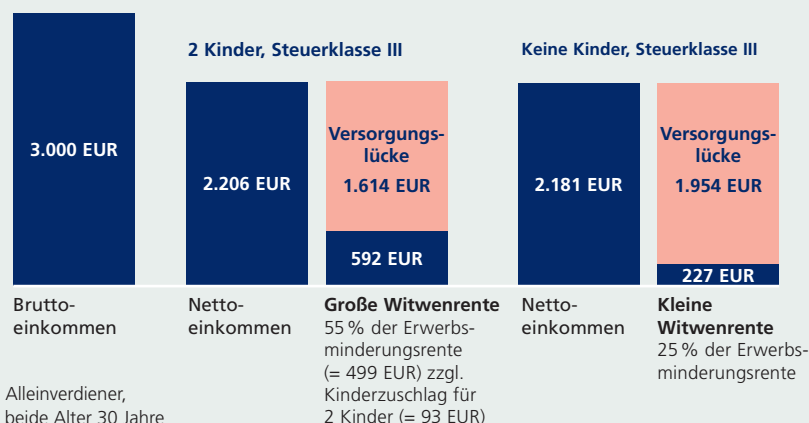 2 Kinder, Steuerklasse III
Keine Kinder, Steuerklasse III
3.000 EUR
2.206 EUR
Versorgungs-
lücke
1.614 EUR
592 EUR
2.181 EUR
Versorgungs-
lücke
1.954 EUR
227 EUR
Brutto-
einkommen
Netto-
einkommen
Große Witwenrente
55 % der Erwerbs-
minderungsrente
(= 499 EUR) zzgl.
Kinderzuschlag für
2 Kinder (= 93 EUR)
Netto-
einkommen
Kleine
Witwenrente
25 % der Erwerbs-
minderungsrente
Alleinverdiener,
beide Alter 30 Jahre